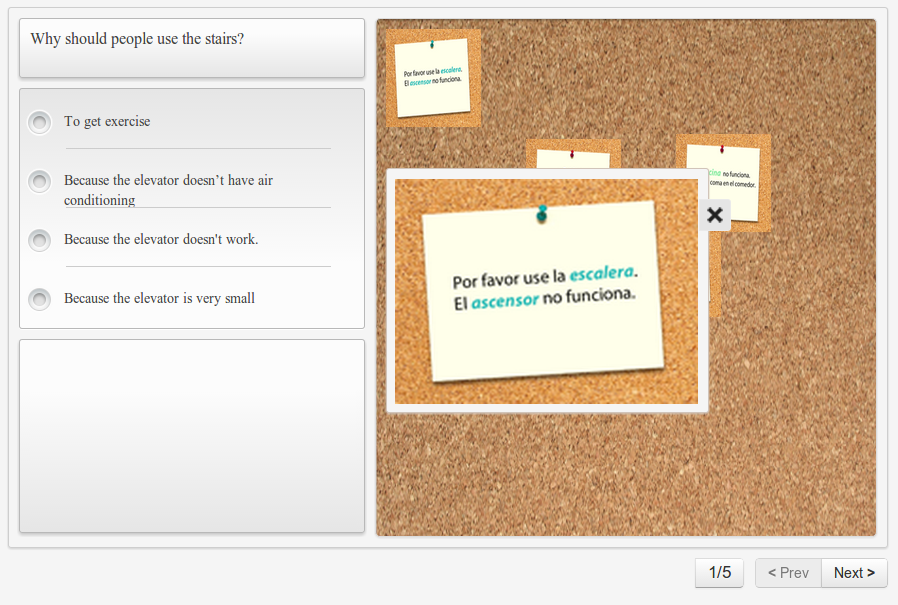 Why should people use the stairs?
To get exercise
Because the elevator doesn’t have air
conditioning
Because the elevator doesn't work.
Because the elevator is very small
Por favor use la escalera.
El ascensor no funciona.
no funciona.
coma en el comedor.
Por favor use la escalera.
El ascensor no funciona.
1/5
< Prev
Next >